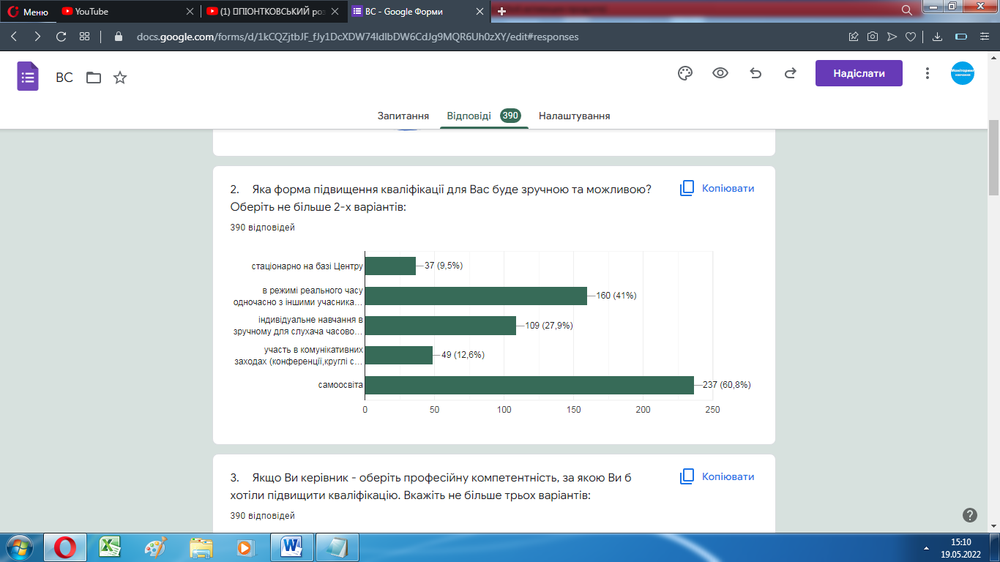 Меню
YouTube
(1) ПІОНТКОВСЬКИЙ роз
ВС - Google Форми
docs.google.com/forms/d/1kCQZjtbJF_fJy1DcXDW74IdIbDW6CdJg9MQR6Uh0zXY/edit#responses
ВС
Надіслати
Моніторинг
навчання
Запитання
Відповіді 390
Налаштування
2. Яка форма підвищення кваліфікації для Вас буде зручною та можливою?
Оберіть не більше 2-х варіантів:
Копіювати
390 відповідей
стаціонарно на базі Центру
37 (9,5%)
в режимі реального часу
одночасно з іншими учасника…
160 (41%)
індивідуальне навчання в
зручному для слухача часово…
109 (27,9%)
участь в комунікативних
заходах (конференції,круглі с…
49 (12,6%)
самоосвіта
237 (60,8%)
0 50 100 150 200 250
3. Якщо Ви керівник - оберіть професійну компетентність, за якою Ви б
хотіли підвищити кваліфікацію. Вкажіть не більше трьох варіантів:
Копіювати
390 відповідей
15:10
19.05.2022